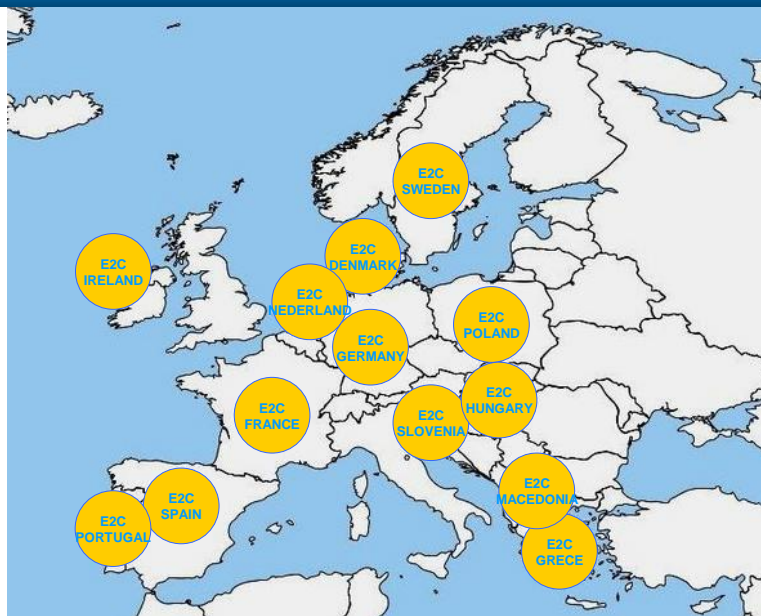 E2C
SWEDEN
E2C
DENMARK
E2C
IRELAND
E2C
NEDERLAND
E2C
POLAND
E2C
GERMANY
E2C
HUNGARY
E2C
FRANCE
E2C
SLOVENIA
E2C
MACEDONIA
E2C
SPAIN
E2C
PORTUGAL
E2C
GRECE